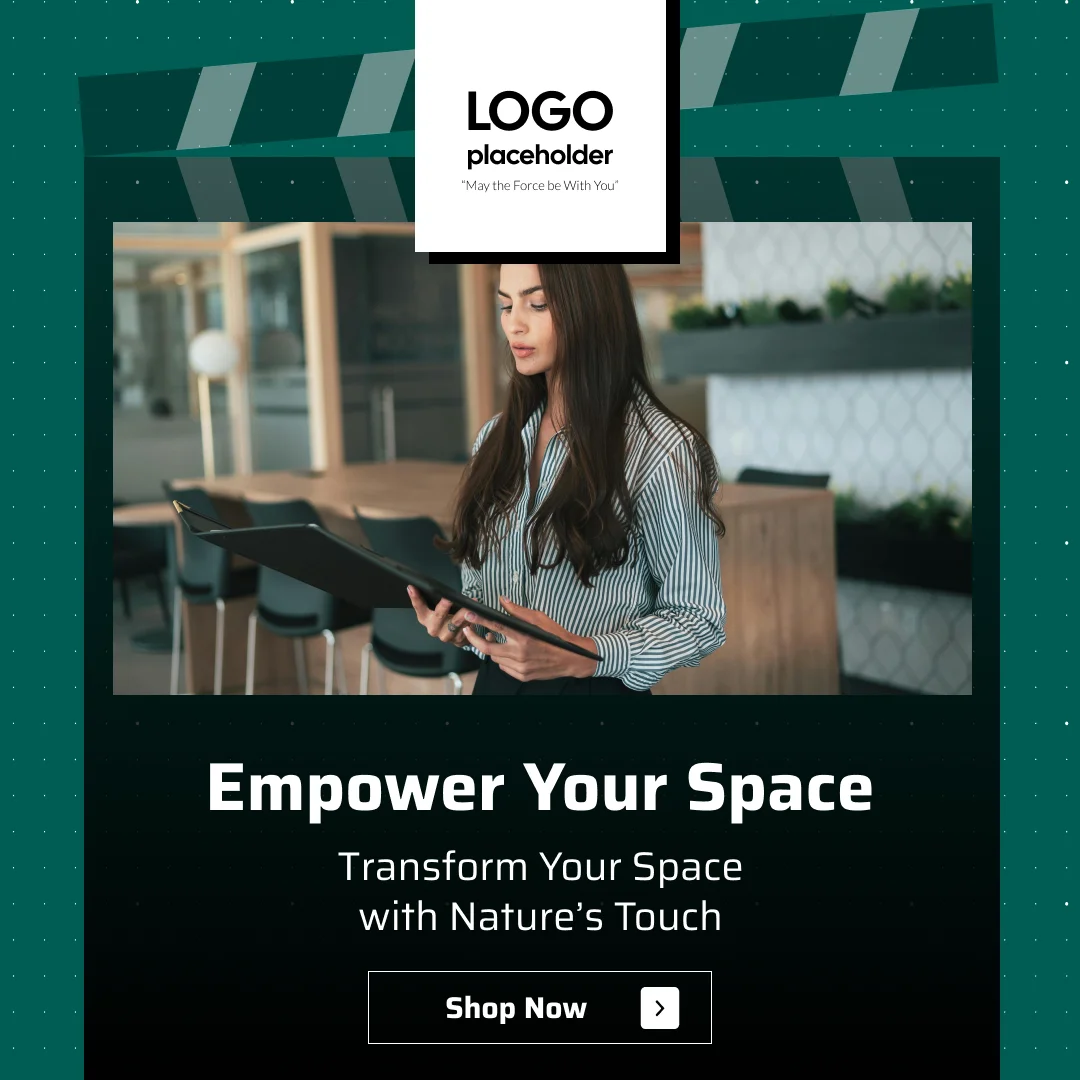 LOGO
placeholder
“May the Force be With You”
Empower Your Space
Transform Your Space
with Nature’s Touch
Shop Now